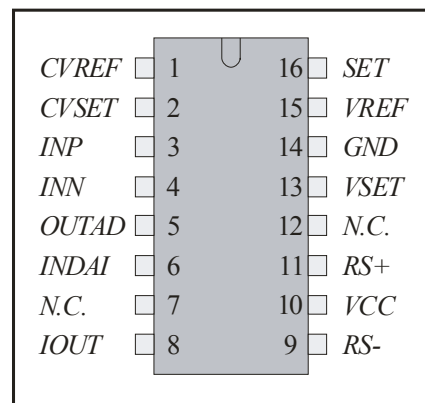 CVREF 1 16 SET
CVSET 2 15 VREF
INP 3 14 GND
INN 4 13 VSET
OUTAD 5 12 N.C.
INDAI 6 11 RS+
N.C. 7 10 VCC
IOUT 8 9 RS-